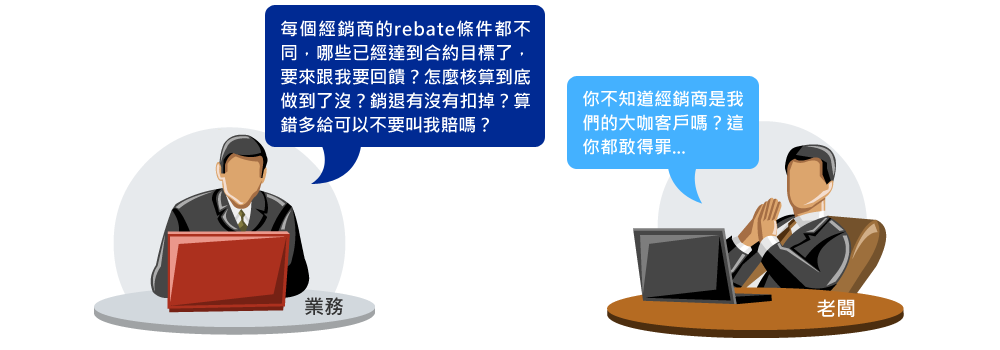 每個經銷商的rebate條件都不
同，哪些已經達到合約目標了，
要來跟我要回饋？怎麼核算到底
做到了沒？銷退有沒有扣掉？算
錯多給可以不要叫我賠嗎？
你不知道經銷商是我
們的大咖客戶嗎？這
你都敢得罪...
業務
老闆